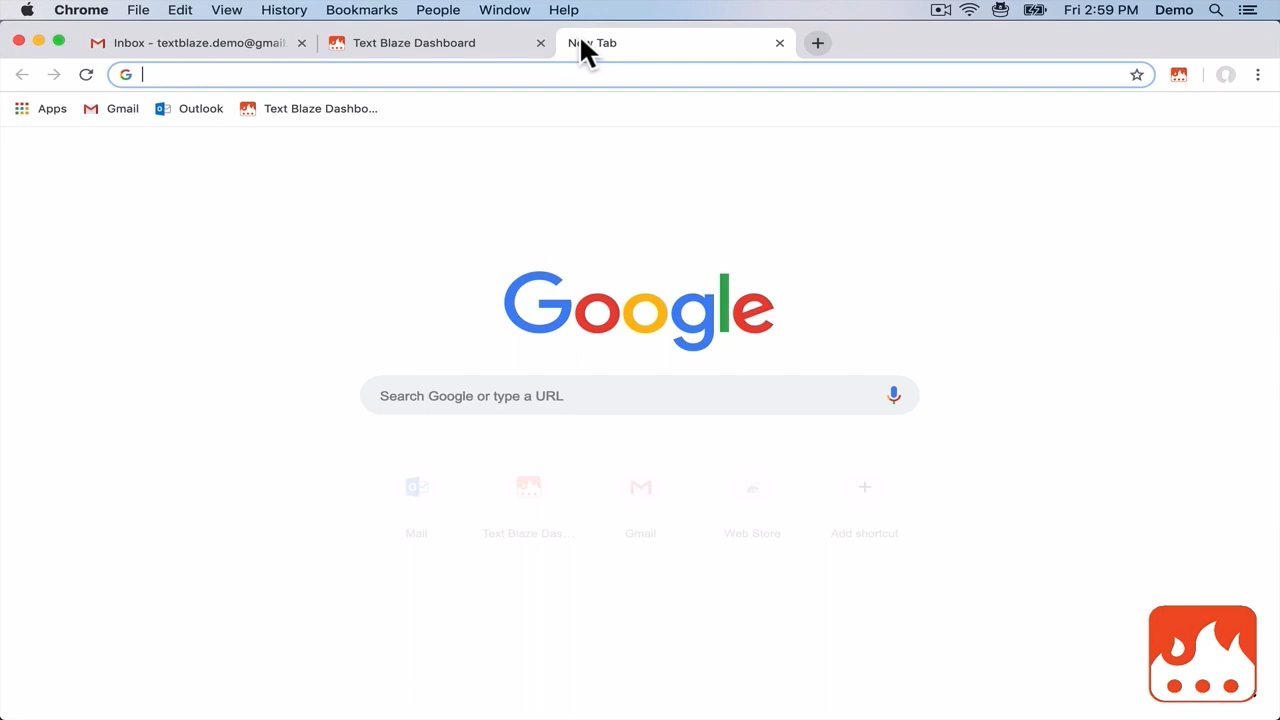 Chrome File Edit View History Bookmarks People Window Help Fri 2:59 PM Demo
Inbox - textblaze.demo@gmail Text Blaze Dashboard New Tab
Apps Gmail Outlook Text Blaze Dashbo...
Google
Search Google or type a URL
Mail Text Blaze Das... Gmail Web Store Add shortcut